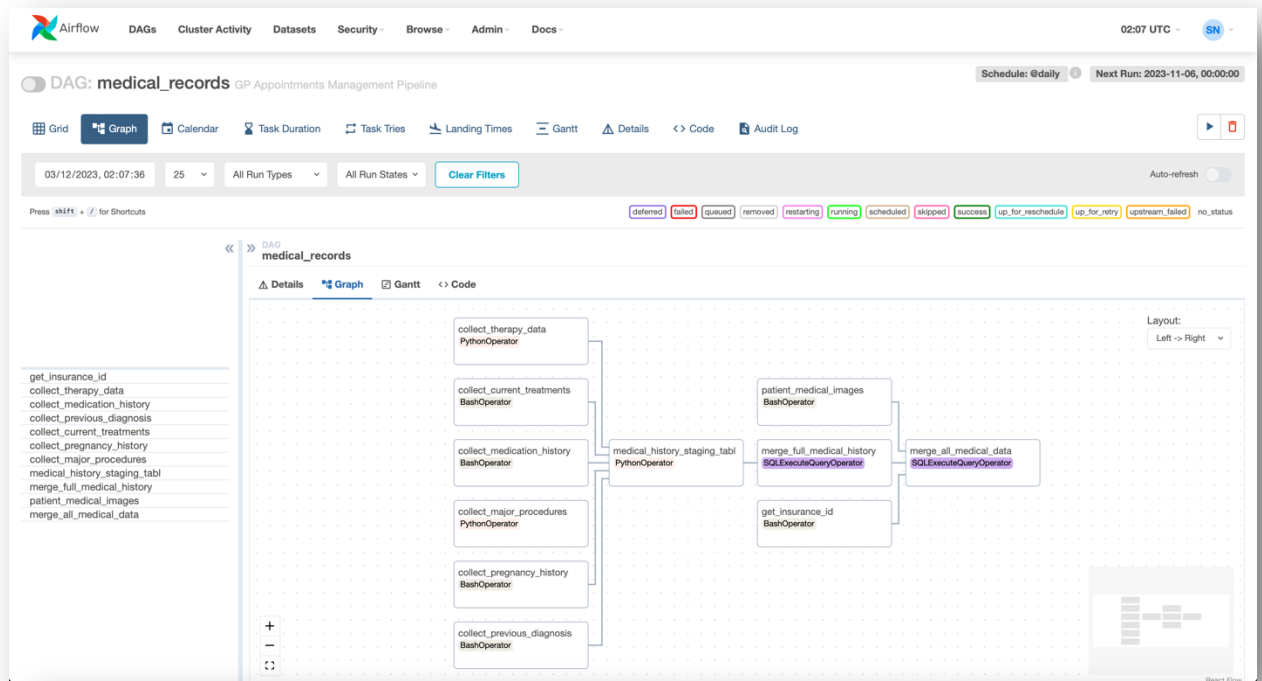 Airflow DAGs Cluster Activity Datasets Security Browse Admin Docs 02:07 UTC SN
DAG: medical_records GP Appointments Management Pipeline
Schedule: @daily Next Run: 2023-11-06, 00:00:00
Grid Graph Calendar Task Duration Task Tries Landing Times Gantt Details <> Code Audit Log
03/12/2023, 02:07:36 25 All Run Types All Run States Clear Filters Auto-refresh
Press shift + / for Shortcuts
deferred failed queued removed restarting running scheduled skipped success up_for_reschedule up_for_retry upstream_failed no_status
DAG
medical_records
Details Graph Gantt <> Code
get_insurance_id
collect_therapy_data
collect_medication_history
collect_previous_diagnosis
collect_current_treatments
collect_pregnancy_history
collect_major_procedures
medical_history_staging_tabl
merge_full_medical_history
patient_medical_images
merge_all_medical_data
Layout:
Left -> Right
collect_therapy_data
PythonOperator
collect_current_treatments
BashOperator
collect_medication_history
BashOperator
collect_major_procedures
PythonOperator
collect_pregnancy_history
BashOperator
collect_previous_diagnosis
BashOperator
medical_history_staging_tabl
PythonOperator
patient_medical_images
BashOperator
merge_full_medical_history
SQLExecuteQueryOperator
get_insurance_id
BashOperator
merge_all_medical_data
SQLExecuteQueryOperator
React Flow